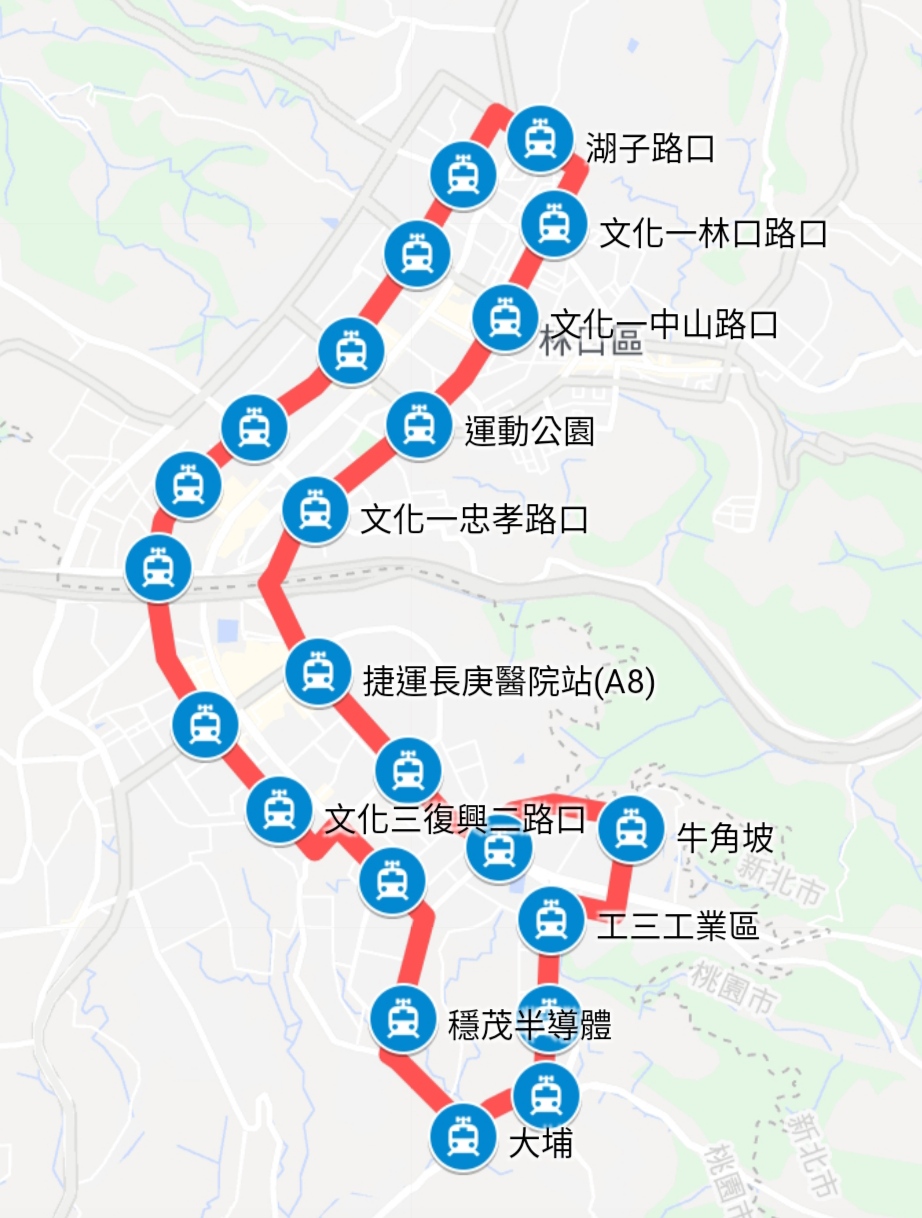 湖子路口
文化一林口路口
文化一中山路口
林口區
運動公園
文化一忠孝路口
捷運長庚醫院站(A8)
文化三復興二路口
牛角坡
新北市
工三工業區
桃園市
穩茂半導體
大埔
新北市
桃園市